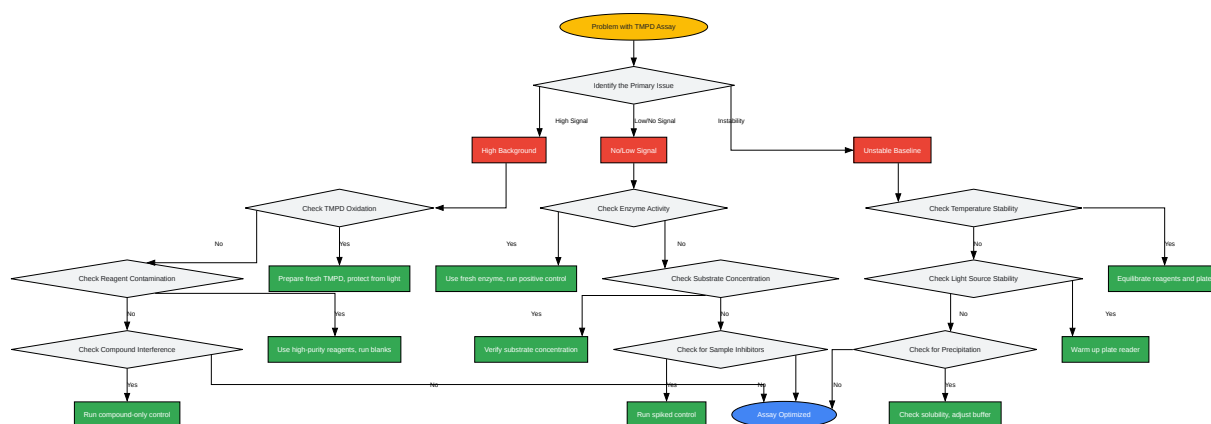 Problem with TMPD Assay
Identify the Primary Issue
High Signal
Low/No Signal
Instability
High Background
No/Low Signal
Unstable Baseline
Check TMPD Oxidation
Check Enzyme Activity
Check Temperature Stability
No
Yes
Yes
No
No
Yes
Check Reagent Contamination
Prepare fresh TMPD, protect from light
Use fresh enzyme, run positive control
Check Substrate Concentration
Check Light Source Stability
Equilibrate reagents and plate
No
Yes
Yes
No
No
Yes
Check Compound Interference
Use high-purity reagents, run blanks
Verify substrate concentration
Check for Sample Inhibitors
Check for Precipitation
Warm up plate reader
Yes
No
Yes
No
No
Yes
Run compound-only control
Run spiked control
Assay Optimized
Check solubility, adjust buffer